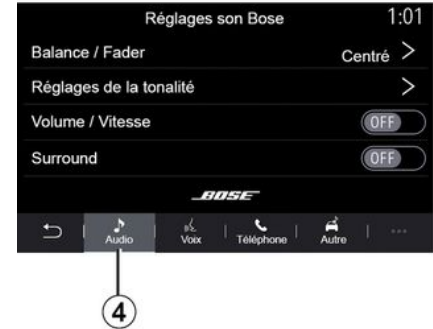 Réglages son Bose 1:01
Balance / Fader Centré >
Réglages de la tonalité >
Volume / Vitesse OFF
Surround OFF
BOSE
Audio Voix Téléphone Autre ...
4